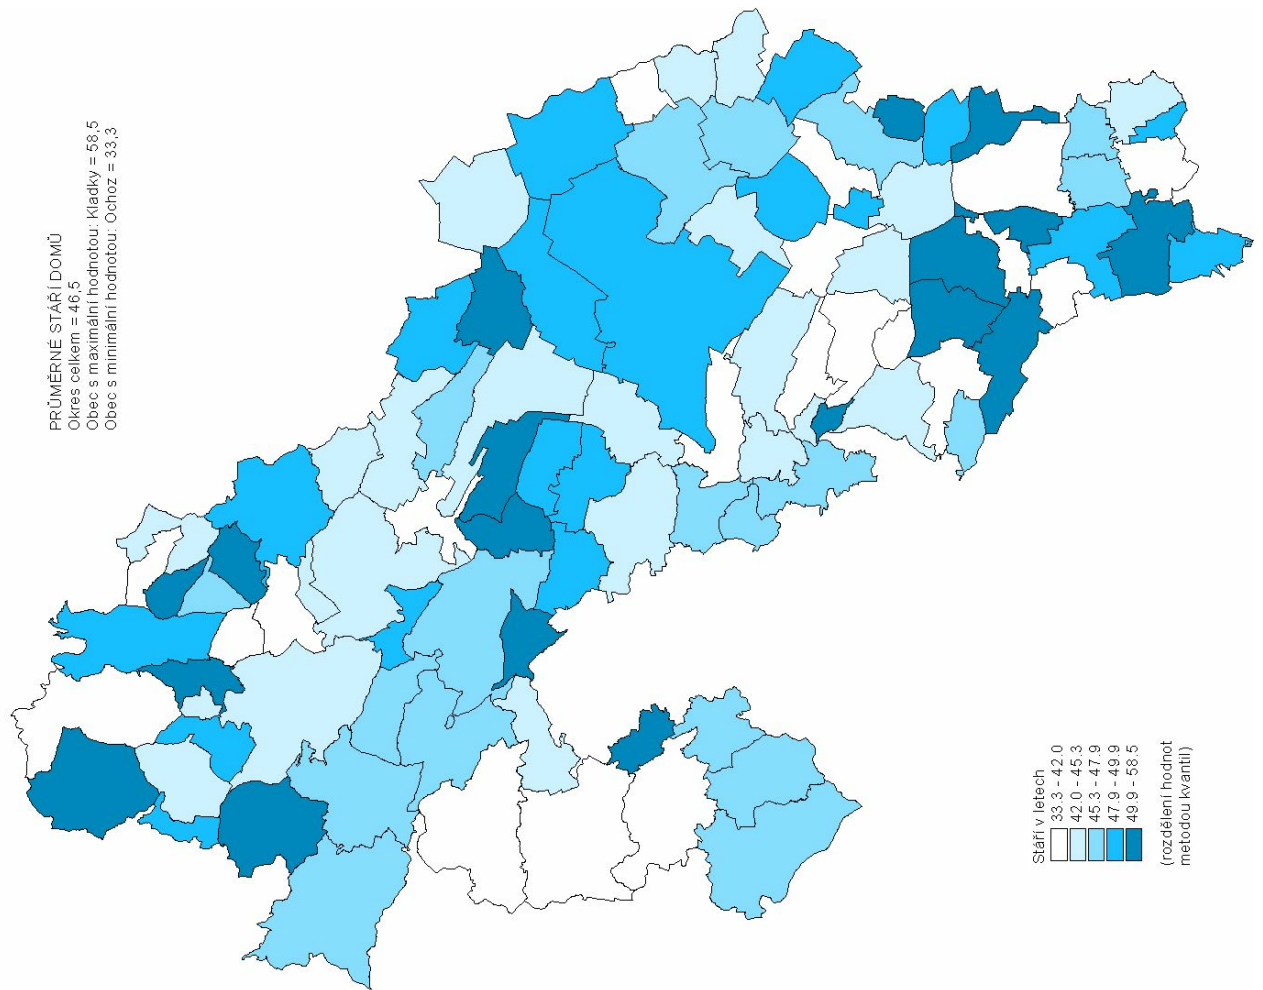 PRŮMĚRNÉ STÁŘÍ DOMŮ
Okres celkem = 46,5
Obec s maximální hodnotou: Kladky = 58,5
Obec s minimální hodnotou: Ochoz = 33,3
Stáří v letech
33.3 - 42.0
42.0 - 45.3
45.3 - 47.9
47.9 - 49.9
49.9 - 58.5
(rozdělení hodnot
metodou kvantil)